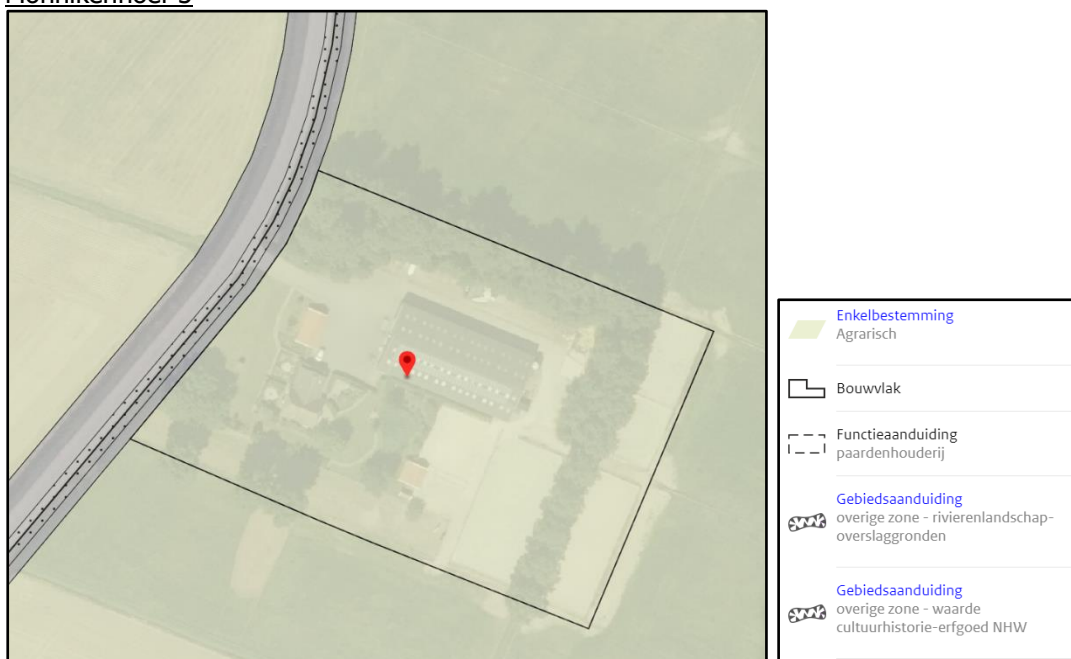 Enkelbestemming
Agrarisch
Bouwvlak
Functieaanduiding
paardenhouderij
Gebiedsaanduiding
overige zone - rivierenlandschap-
overslaggronden
Gebiedsaanduiding
overige zone - waarde
cultuurhistorie-erfgoed NHW